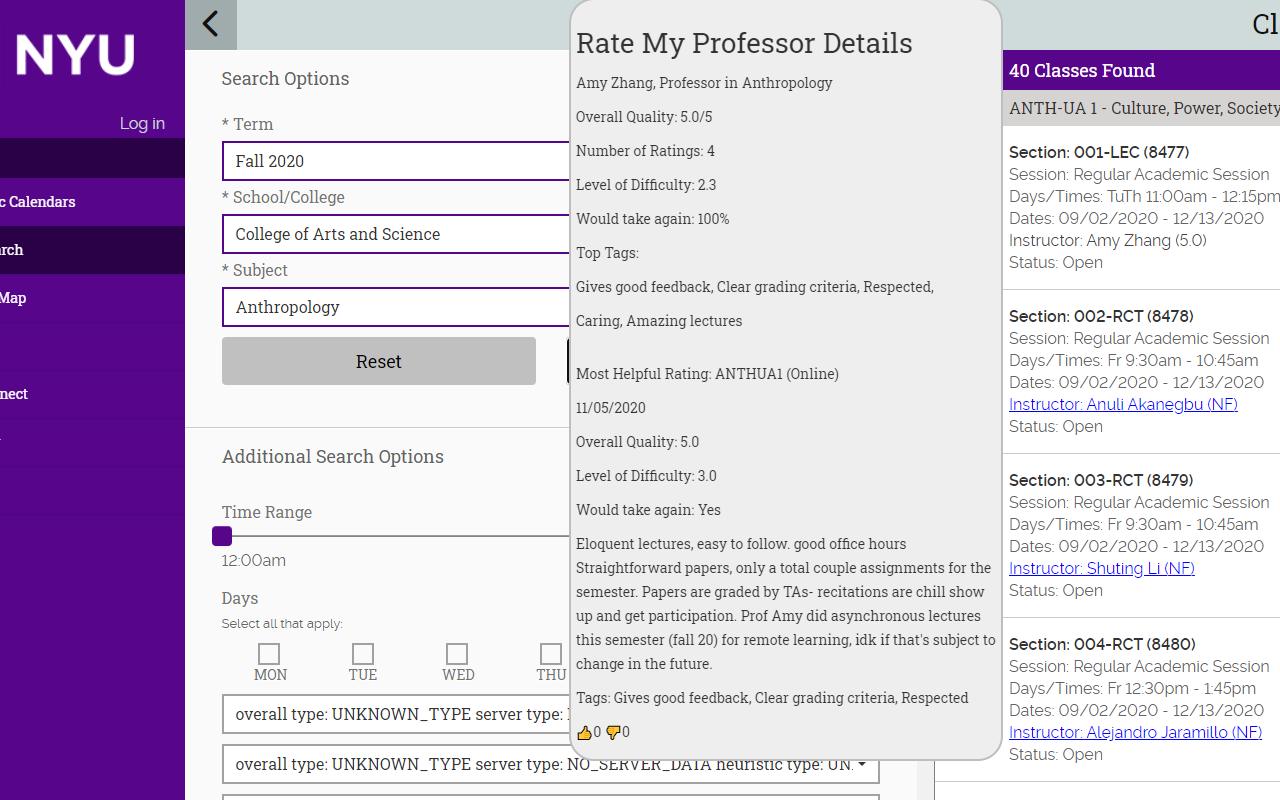 NYU
Log in
c Calendars
rch
Map
nect
Search Options
* Term
Fall 2020
* School/College
College of Arts and Science
* Subject
Anthropology
Reset
Additional Search Options
Time Range
12:00am
Days
Select all that apply:
MON TUE WED THU
overall type: UNKNOWN_TYPE server type:
overall type: UNKNOWN_TYPE server type: NO_SERVER_DATA heuristic type: UN.
Rate My Professor Details
Amy Zhang, Professor in Anthropology
Overall Quality: 5.0/5
Number of Ratings: 4
Level of Difficulty: 2.3
Would take again: 100%
Top Tags:
Gives good feedback, Clear grading criteria, Respected,
Caring, Amazing lectures
Most Helpful Rating: ANTHUA1 (Online)
11/05/2020
Overall Quality: 5.0
Level of Difficulty: 3.0
Would take again: Yes
Eloquent lectures, easy to follow. good office hours
Straightforward papers, only a total couple assignments for the
semester. Papers are graded by TAs- recitations are chill show
up and get participation. Prof Amy did asynchronous lectures
this semester (fall 20) for remote learning, idk if that's subject to
change in the future.
Tags: Gives good feedback, Clear grading criteria, Respected
👍0 👎0
Cl
40 Classes Found
ANTH-UA 1 - Culture, Power, Society
Section: 001-LEC (8477)
Session: Regular Academic Session
Days/Times: TuTh 11:00am - 12:15pm
Dates: 09/02/2020 - 12/13/2020
Instructor: Amy Zhang (5.0)
Status: Open
Section: 002-RCT (8478)
Session: Regular Academic Session
Days/Times: Fr 9:30am - 10:45am
Dates: 09/02/2020 - 12/13/2020
Instructor: Anuli Akanegbu (NF)
Status: Open
Section: 003-RCT (8479)
Session: Regular Academic Session
Days/Times: Fr 9:30am - 10:45am
Dates: 09/02/2020 - 12/13/2020
Instructor: Shuting Li (NF)
Status: Open
Section: 004-RCT (8480)
Session: Regular Academic Session
Days/Times: Fr 12:30pm - 1:45pm
Dates: 09/02/2020 - 12/13/2020
Instructor: Alejandro Jaramillo (NF)
Status: Open